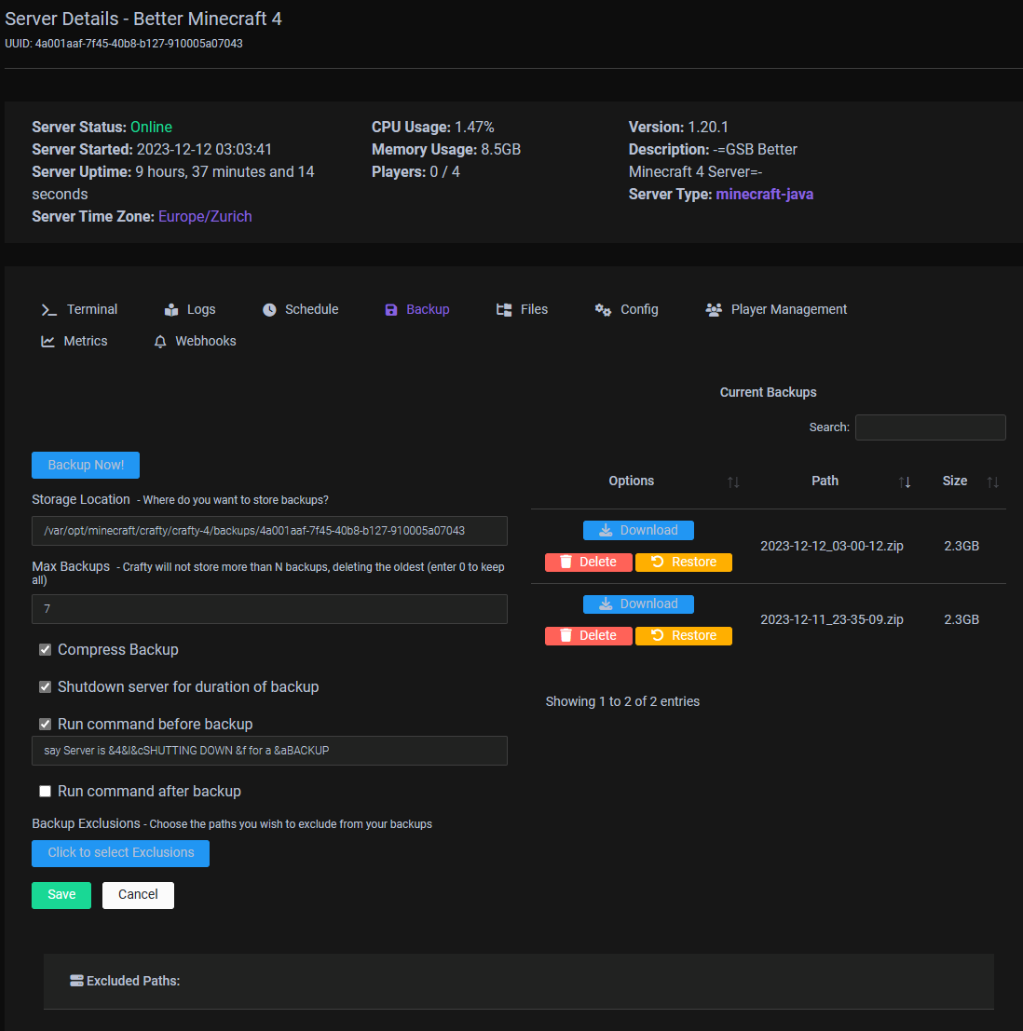 Server Details - Better Minecraft 4
UUID: 4a001aaf-7f45-40b8-b127-910005a07043
Server Status: Online
Server Started: 2023-12-12 03:03:41
Server Uptime: 9 hours, 37 minutes and 14
seconds
Server Time Zone: Europe/Zurich
CPU Usage: 1.47%
Memory Usage: 8.5GB
Players: 0 / 4
Version: 1.20.1
Description: -=GSB Better
Minecraft 4 Server=-
Server Type: minecraft-java
Terminal Logs Schedule Backup Files Config Player Management
Metrics Webhooks
Backup Now!
Storage Location - Where do you want to store backups?
/var/opt/minecraft/crafty/crafty-4/backups/4a001aaf-7f45-40b8-b127-910005a07043
Max Backups - Crafty will not store more than N backups, deleting the oldest (enter 0 to keep
all)
7
Compress Backup
Shutdown server for duration of backup
Run command before backup
say Server is &4&l&cSHUTTING DOWN &f for a &aBACKUP
Run command after backup
Backup Exclusions - Choose the paths you wish to exclude from your backups
Click to select Exclusions
Save Cancel
Current Backups
Search:
Options Path Size
Download
Delete Restore
2023-12-12_03-00-12.zip 2.3GB
Download
Delete Restore
2023-12-11_23-35-09.zip 2.3GB
Showing 1 to 2 of 2 entries
Excluded Paths: